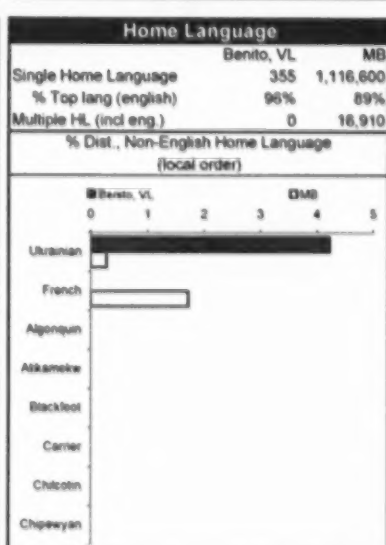 Home Language
Benito, VL MB
Single Home Language 355 1,116,600
% Top lang (english) 96% 89%
Multiple HL (incl eng.) 0 16,910
% Dist., Non-English Home Language
(local order)
Benito, VL MB
0 1 2 3 4 5
Ukrainian
French
Algonquin
Atikamekw
Blackfoot
Carrier
Chilcotin
Chipewyan